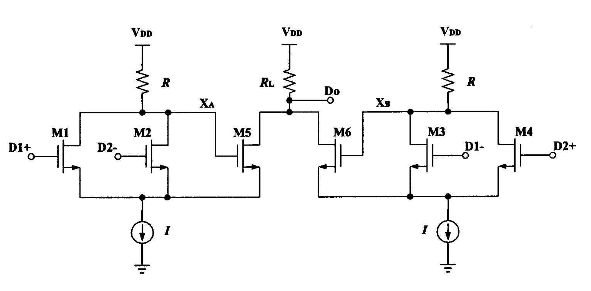 VDD VDD VDD
R RL Do R
XA XB
M1 M2 M5 M6 M3 M4
D1+ D2- D1- D2+
I I